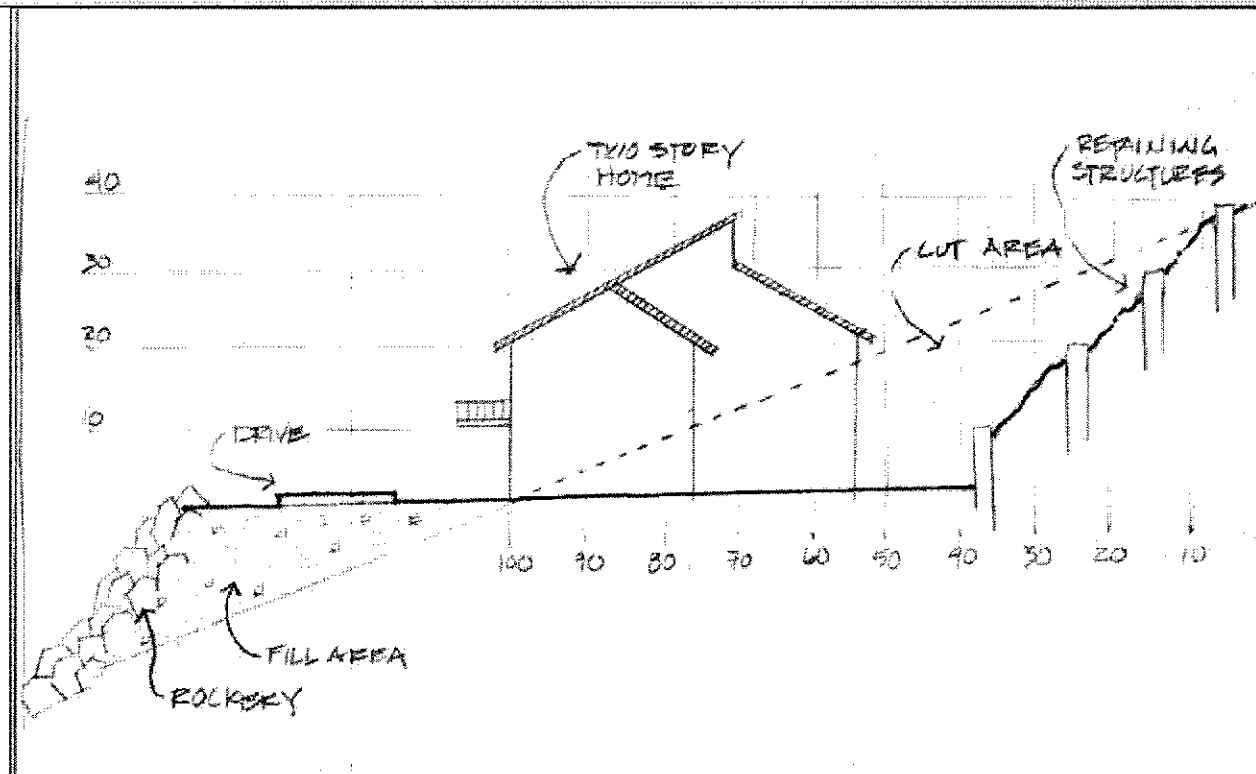 TWO STORY
HOME
RETAINING
STRUCTURES
40
CUT AREA
30
20
10
DRIVE
100 90 80 70 60 50 40 30 20 10
FILL AREA
ROCKERY